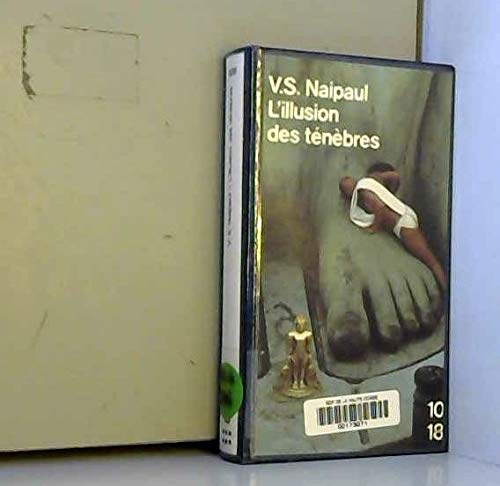 V.S. Naipaul
L'illusion
des ténèbres
10
18